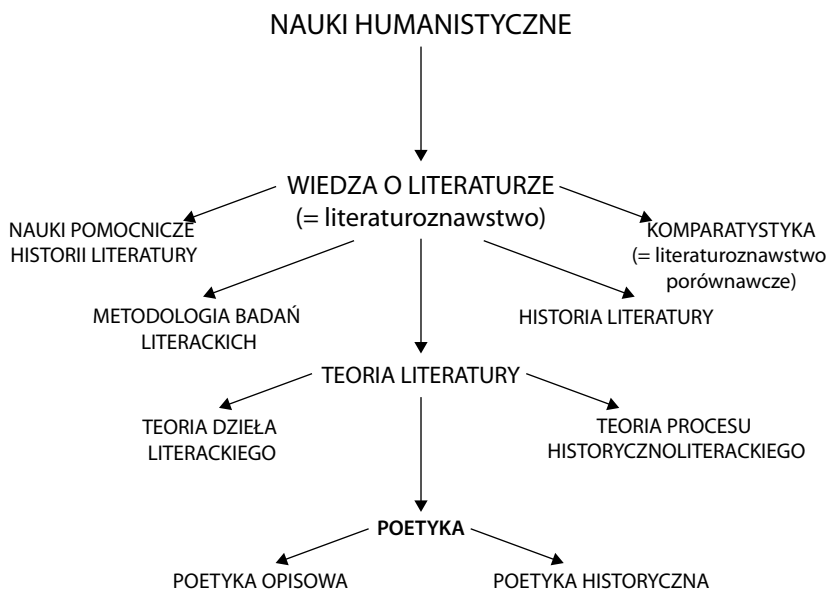 NAUKI HUMANISTYCZNE
WIEDZA O LITERATURZE
(= literaturoznawstwo)
NAUKI POMOCNICZE
HISTORII LITERATURY
KOMPARATYSTYKA
(= literaturoznawstwo
porównawcze)
METODOLOGIA BADAŃ
LITERACKICH
HISTORIA LITERATURY
TEORIA LITERATURY
TEORIA DZIEŁA
LITERACKIEGO
TEORIA PROCESU
HISTORYCZNOLITERACKIEGO
POETYKA
POETYKA OPISOWA
POETYKA HISTORYCZNA